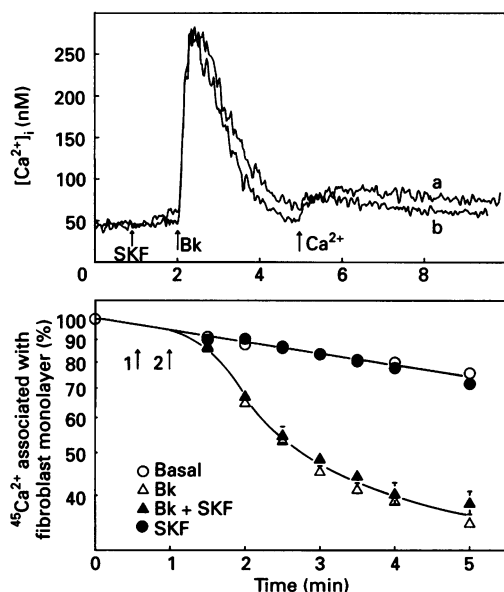 250
200
150
100
50
0
[Ca²⁺]ᵢ (nM)
a
b
SKF
Bk
Ca²⁺
0 2 4 6 8
100
90
80
70
60
50
40
⁴⁵Ca²⁺ associated with
fibroblast monolayer (%)
1 2
Basal
Bk
Bk + SKF
SKF
0 1 2 3 4 5
Time (min)